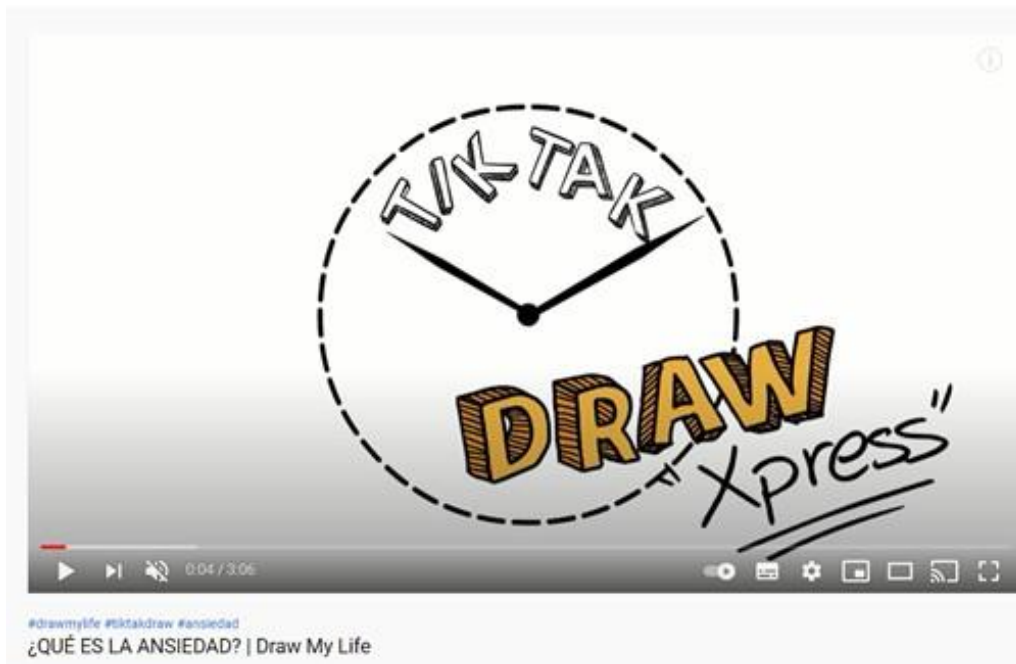 TIK TAK
DRAW
"Xpress"
0:04 / 3:06
#drawmylife #tiktakdraw #ansiedad
¿QUÉ ES LA ANSIEDAD? | Draw My Life